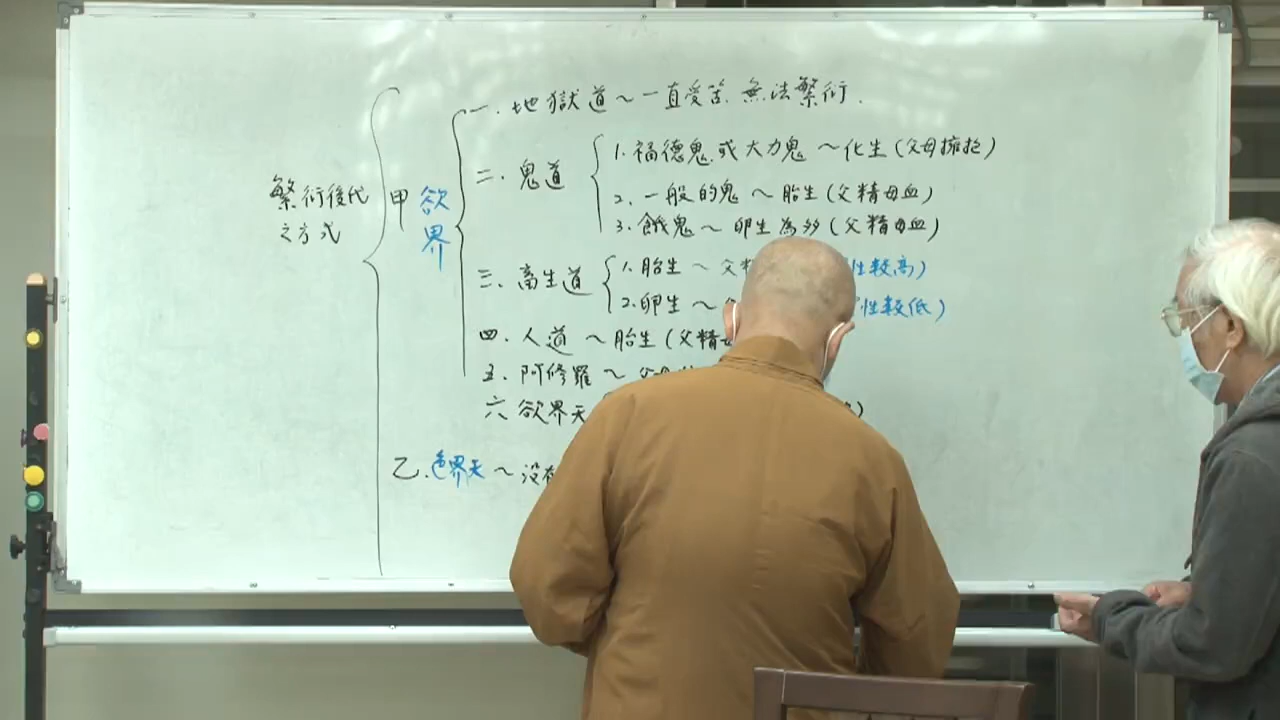 繁衍後代
之方式
甲 欲界
一. 地獄道~一直受苦. 無法繁衍.
二. 鬼道
1. 福德鬼. 或大力鬼 ~化生(父母擁抱)
2. 一般的鬼 ~ 胎生(父精母血)
3. 餓鬼 ~ 卵生為多(父精母血)
三. 畜生道
1. 胎生 ~ 父精 性較高)
2. 卵生 ~ 性較低)
四. 人道 ~胎生(父精母
五. 阿修羅 ~ 父母
六 欲界天
乙. 色界天 ~ 沒有